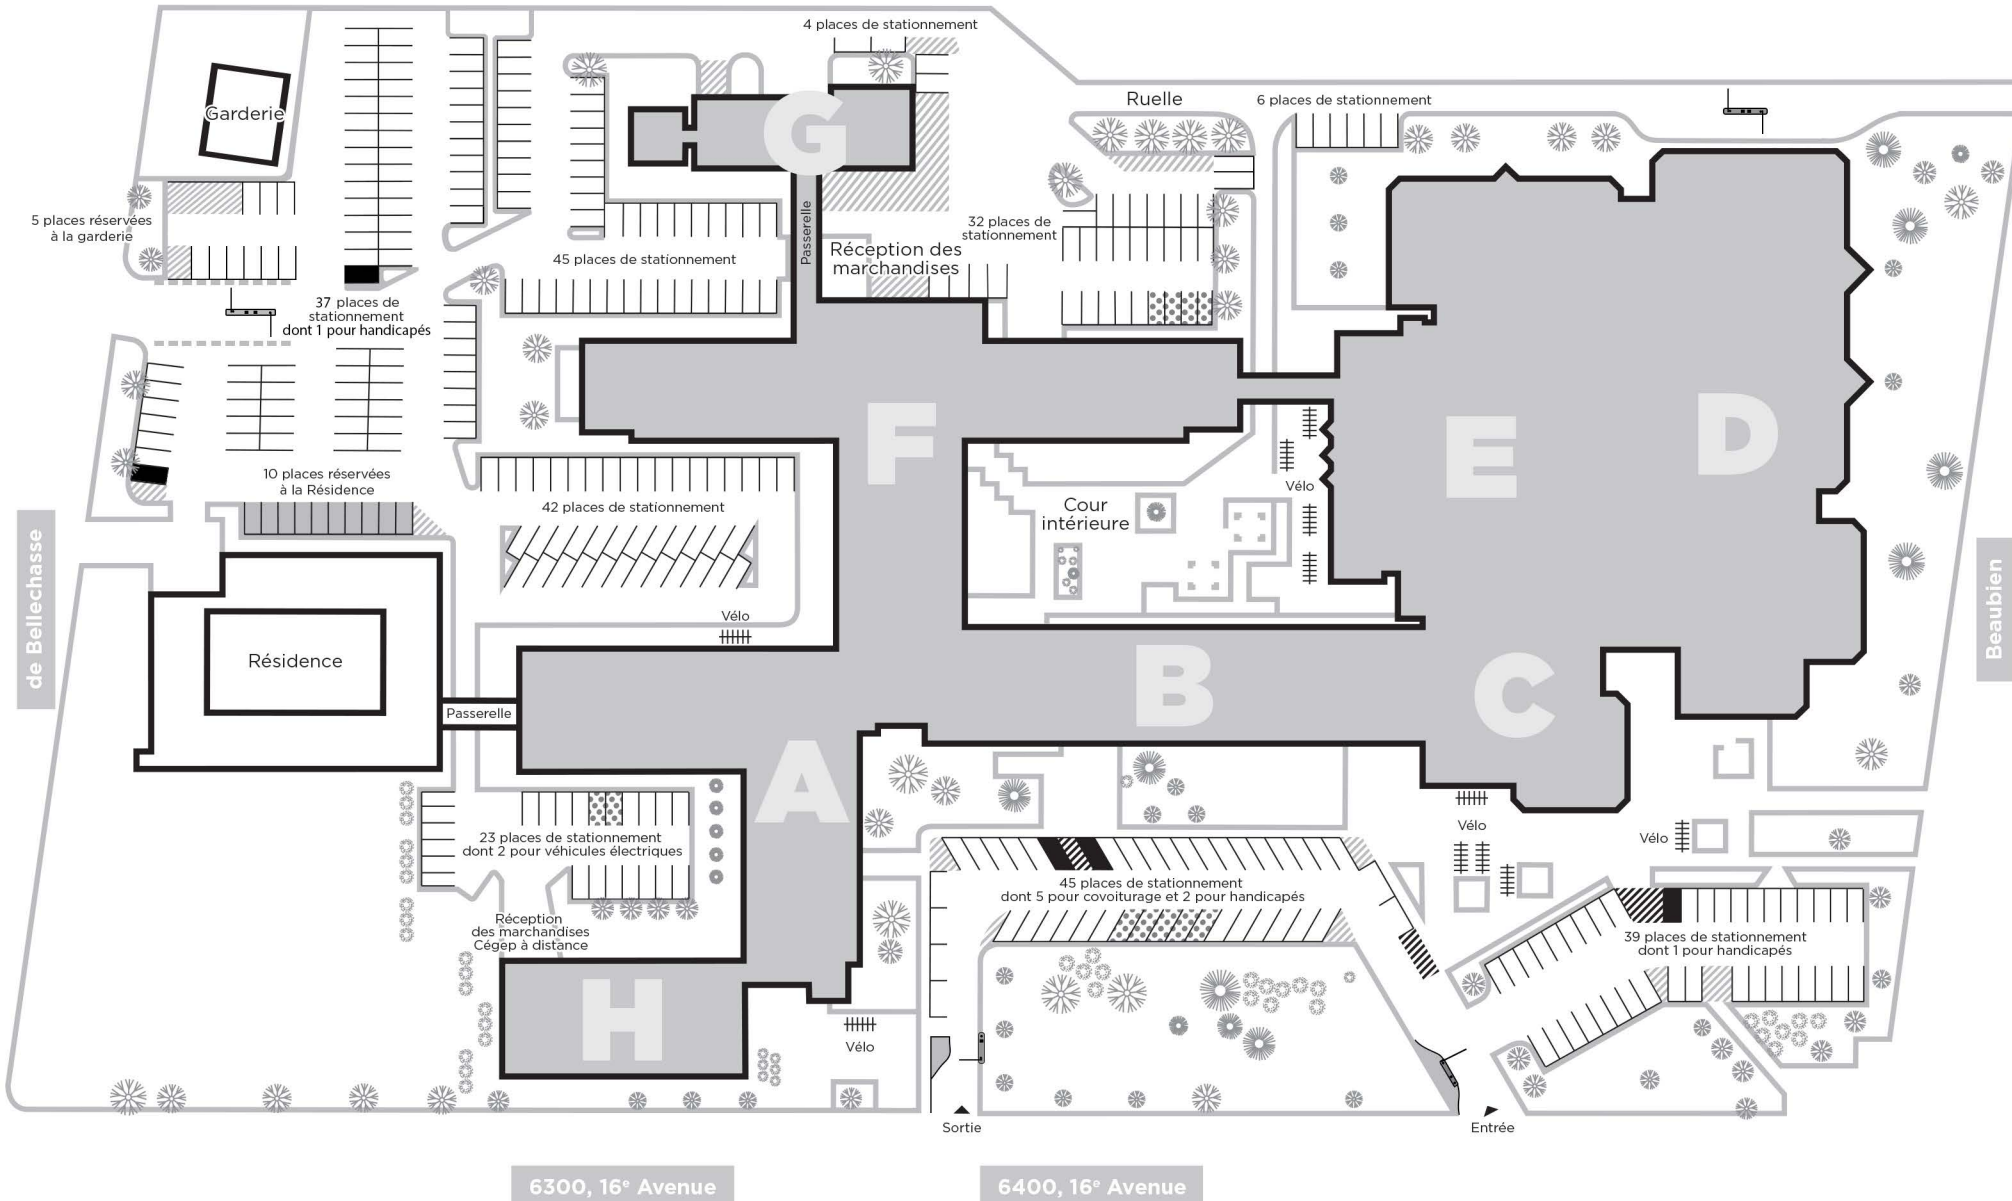 4 places de stationnement
Garderie
G
Ruelle
6 places de stationnement
5 places réservées
à la garderie
Passerelle
32 places de
stationnement
45 places de stationnement
Réception des
marchandises
37 places de
stationnement
dont 1 pour handicapés
F
E
D
10 places réservées
à la Résidence
42 places de stationnement
Cour
intérieure
Vélo
de Bellechasse
Beaubien
Vélo
Résidence
Passerelle
B
C
A
23 places de stationnement
dont 2 pour véhicules électriques
Vélo
Vélo
45 places de stationnement
dont 5 pour covoiturage et 2 pour handicapés
Réception
des marchandises
Cégep à distance
39 places de stationnement
dont 1 pour handicapés
H
Vélo
Sortie
Entrée
6300, 16e Avenue
6400, 16e Avenue